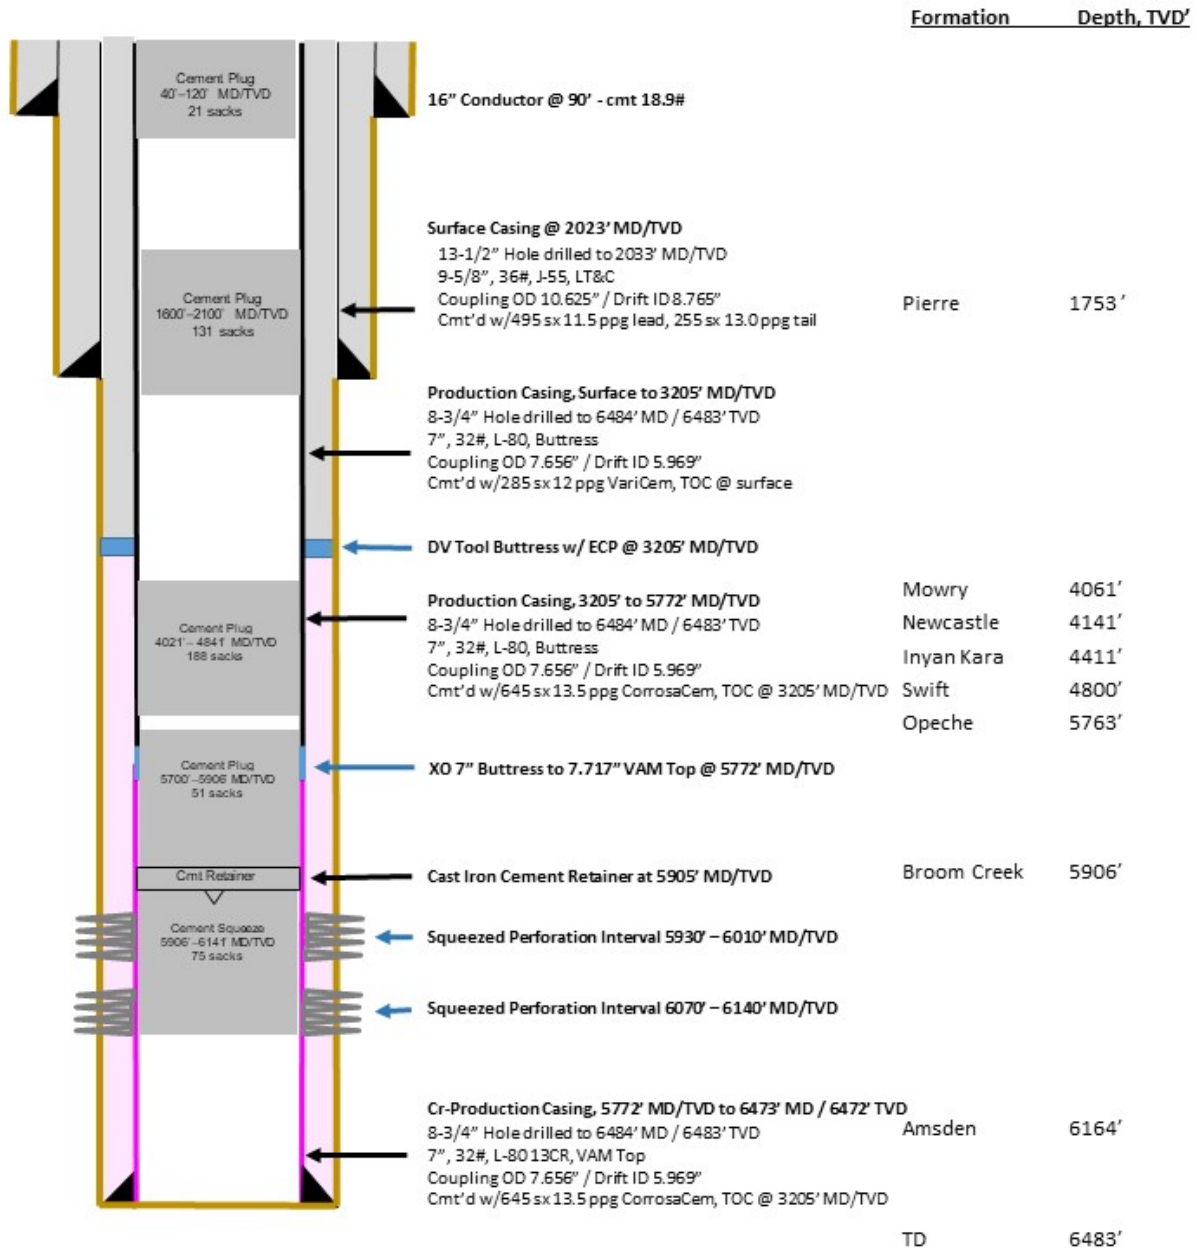 Formation Depth, TVD'
Cement Plug
40'–120' MD/TVD
21 sacks
16" Conductor @ 90' - cmt 18.9#
Surface Casing @ 2023' MD/TVD
13-1/2" Hole drilled to 2033' MD/TVD
9-5/8", 36#, J-55, LT&C
Coupling OD 10.625" / Drift ID 8.765"
Cmt'd w/495 sx 11.5 ppg lead, 255 sx 13.0 ppg tail
Cement Plug
1600'–2100' MD/TVD
131 sacks
Pierre 1753'
Production Casing, Surface to 3205' MD/TVD
8-3/4" Hole drilled to 6484' MD / 6483' TVD
7", 32#, L-80, Buttress
Coupling OD 7.656" / Drift ID 5.969"
Cmt'd w/285 sx 12 ppg VariCem, TOC @ surface
DV Tool Buttress w/ ECP @ 3205' MD/TVD
Cement Plug
4021'– 4841' MD/TVD
188 sacks
Production Casing, 3205' to 5772' MD/TVD
8-3/4" Hole drilled to 6484' MD / 6483' TVD
7", 32#, L-80, Buttress
Coupling OD 7.656" / Drift ID 5.969"
Cmt'd w/645 sx 13.5 ppg CorrosaCem, TOC @ 3205' MD/TVD
Mowry 4061'
Newcastle 4141'
Inyan Kara 4411'
Swift 4800'
Opeche 5763'
Cement Plug
5700'–5906' MD/TVD
51 sacks
XO 7" Buttress to 7.717" VAM Top @ 5772' MD/TVD
Cmt Retainer
Cast Iron Cement Retainer at 5905' MD/TVD
Broom Creek 5906'
Cement Squeeze
5906'–6141' MD/TVD
75 sacks
Squeezed Perforation Interval 5930' – 6010' MD/TVD
Squeezed Perforation Interval 6070' – 6140' MD/TVD
Cr-Production Casing, 5772' MD/TVD to 6473' MD / 6472' TVD
8-3/4" Hole drilled to 6484' MD / 6483' TVD
7", 32#, L-80 13CR, VAM Top
Coupling OD 7.656" / Drift ID 5.969"
Cmt'd w/645 sx 13.5 ppg CorrosaCem, TOC @ 3205' MD/TVD
Amsden 6164'
TD 6483'